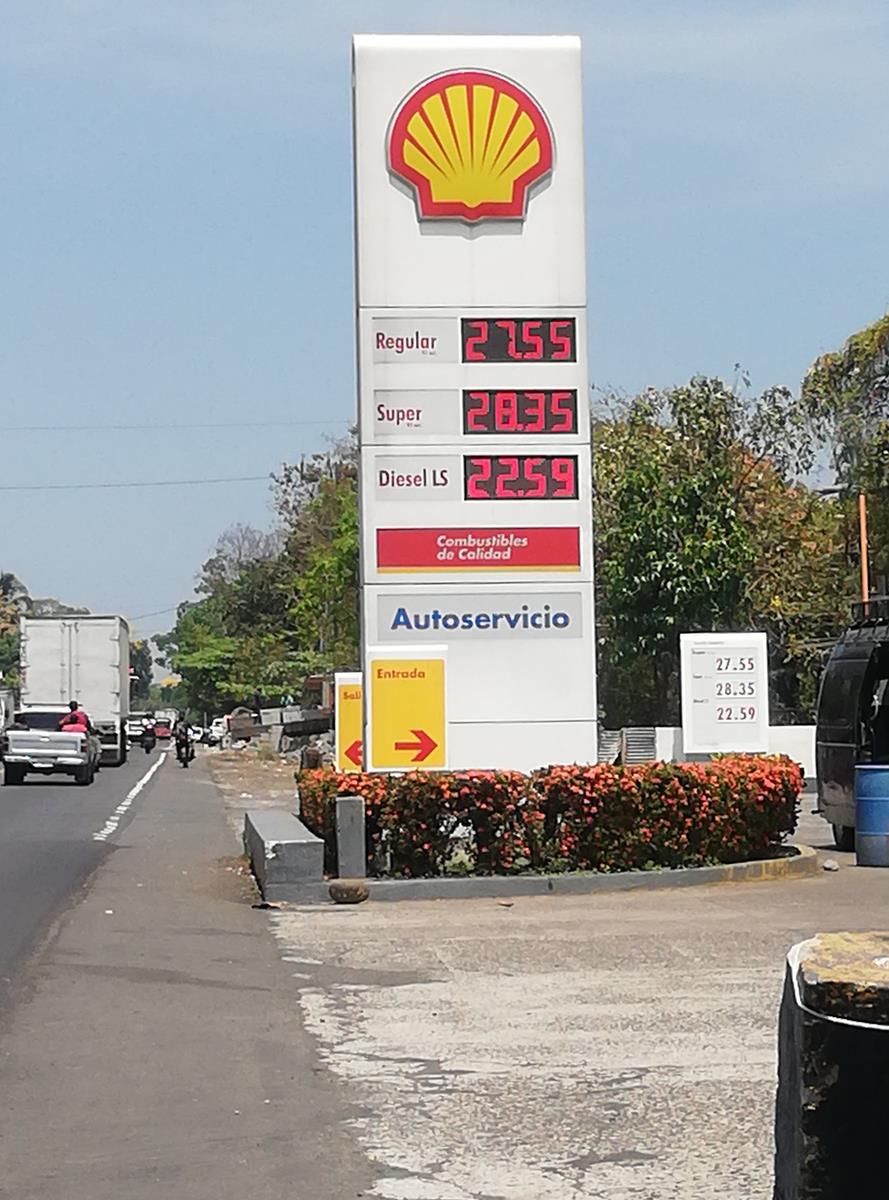 Regular
27.55
Super
28.35
Diesel LS
22.59
Combustibles
de Calidad
Autoservicio
Sali
Entrada
27.55
28.35
22.59